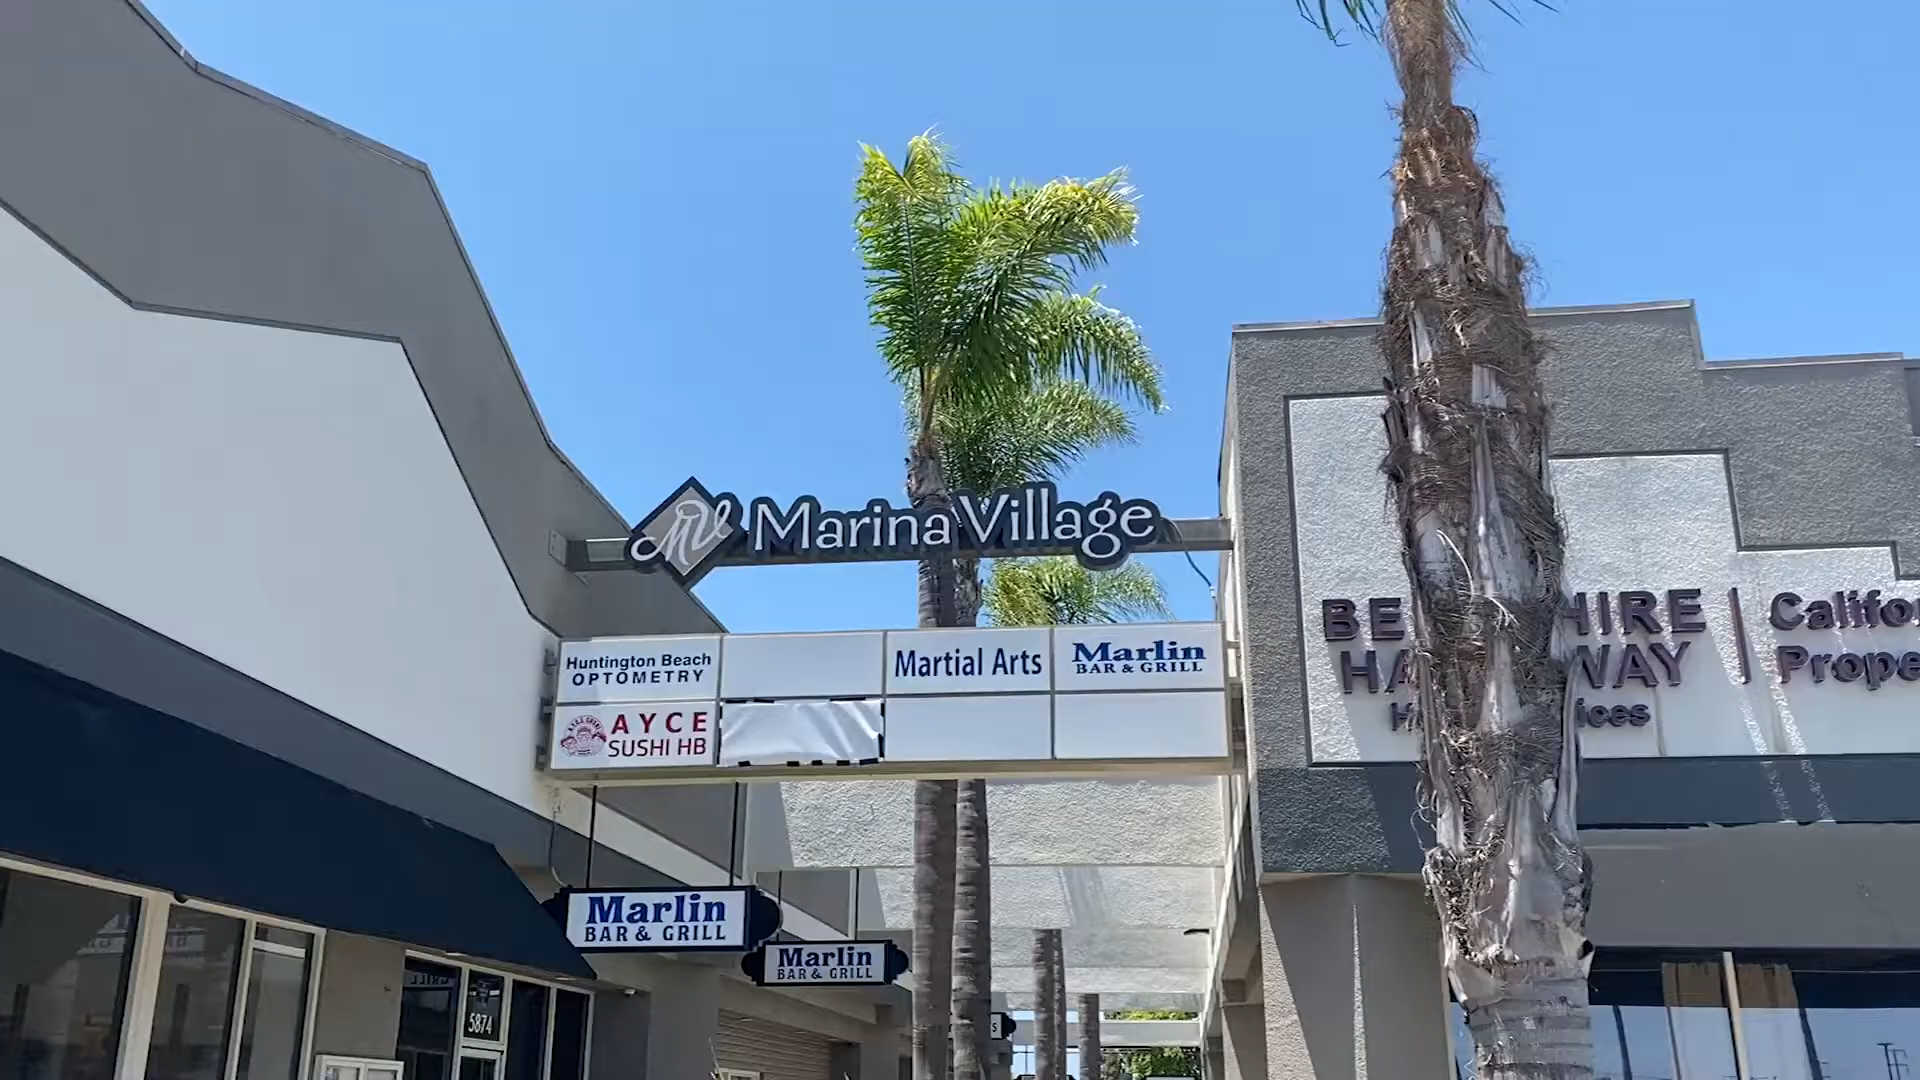 MV Marina Village
Huntington Beach
OPTOMETRY
Martial Arts
Marlin
BAR & GRILL
AYCE
SUSHI HB
Marlin
BAR & GRILL
Marlin
BAR & GRILL
5874